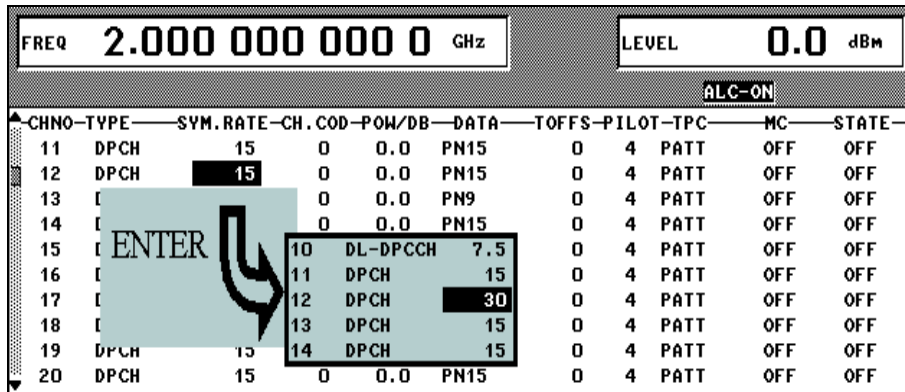 FREQ 2.000 000 000 0 GHz LEVEL 0.0 dBm
ALC-ON
CHNO-TYPE SYM.RATE-CH.COD-POW/DB-DATA TOFFS-PILOT-TPC MC STATE
11 DPCH 15 0 0.0 PN15 0 4 PATT OFF OFF
12 DPCH 15 0 0.0 PN15 0 4 PATT OFF OFF
13 0 0.0 PN9 0 4 PATT OFF OFF
14 0 0.0 PN15 0 4 PATT OFF OFF
15 0 4 PATT OFF OFF
16 0 4 PATT OFF OFF
17 0 4 PATT OFF OFF
18 0 4 PATT OFF OFF
19 DPCH 15 0 4 PATT OFF OFF
20 DPCH 15 0 0.0 PN15 0 4 PATT OFF OFF
ENTER
10 DL-DPCCH 7.5
11 DPCH 15
12 DPCH 30
13 DPCH 15
14 DPCH 15